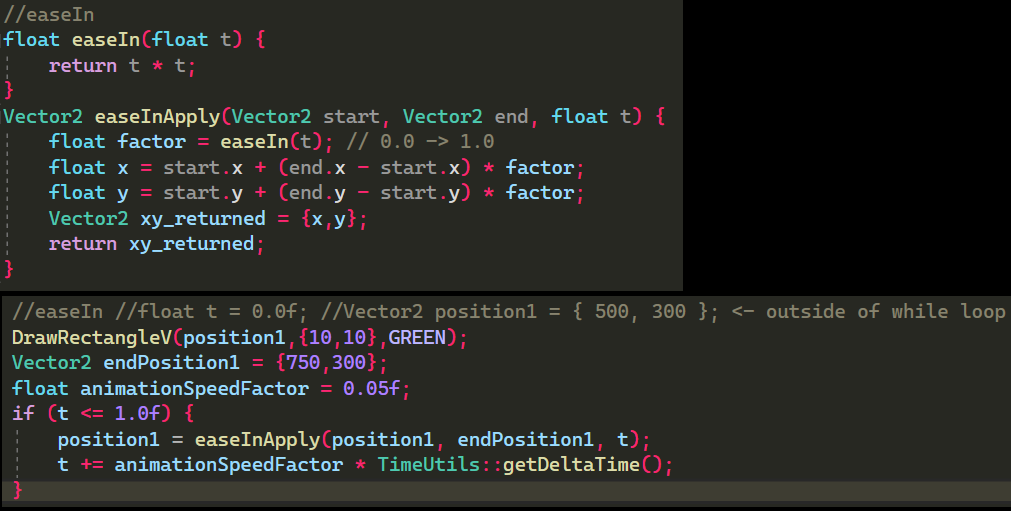 //easeIn
float easeIn(float t) {
return t * t;
}
Vector2 easeInApply(Vector2 start, Vector2 end, float t) {
float factor = easeIn(t); // 0.0 -> 1.0
float x = start.x + (end.x - start.x) * factor;
float y = start.y + (end.y - start.y) * factor;
Vector2 xy_returned = {x,y};
return xy_returned;
}
//easeIn //float t = 0.0f; //Vector2 position1 = { 500, 300 }; <- outside of while loop
DrawRectangleV(position1,{10,10},GREEN);
Vector2 endPosition1 = {750,300};
float animationSpeedFactor = 0.05f;
if (t <= 1.0f) {
position1 = easeInApply(position1, endPosition1, t);
t += animationSpeedFactor * TimeUtils::getDeltaTime();
}